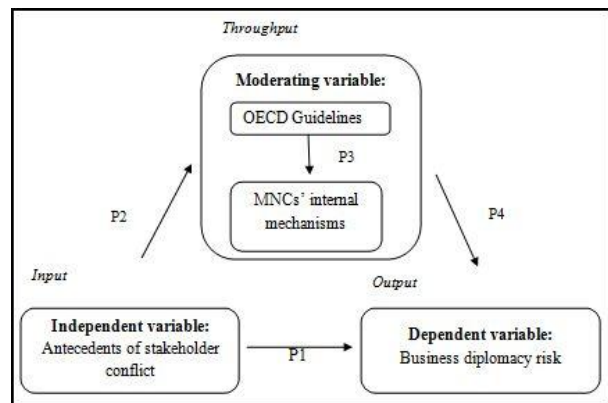 Throughput
Moderating variable:
OECD Guidelines
P3
MNCs' internal
mechanisms
P2
P4
Input
Output
Independent variable:
Antecedents of stakeholder
conflict
P1
Dependent variable:
Business diplomacy risk